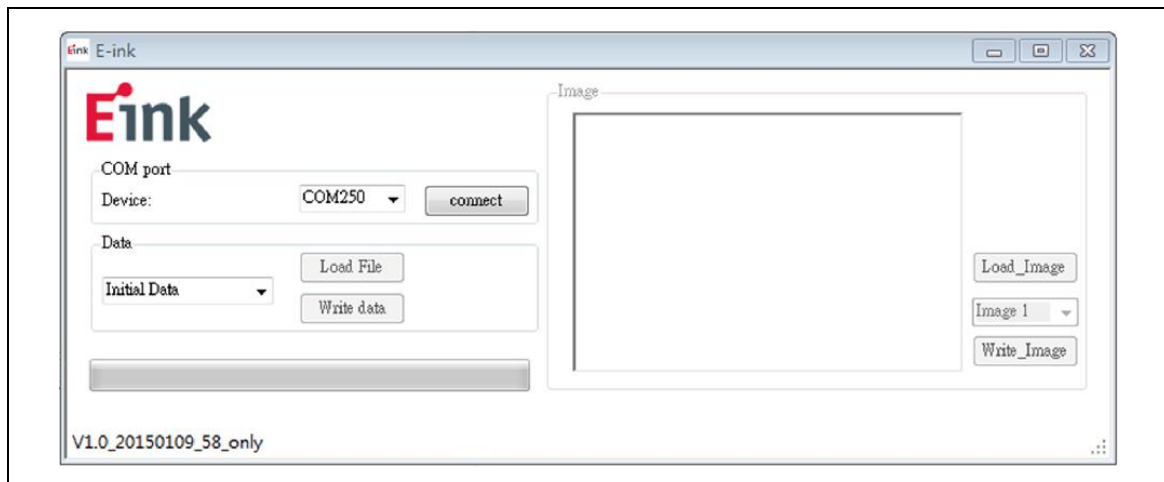 Eink E-ink
Eink
COM port
Device:
COM250
connect
Data
Initial Data
Load File
Write data
V1.0_20150109_58_only
Image
Load_Image
Image 1
Write_Image